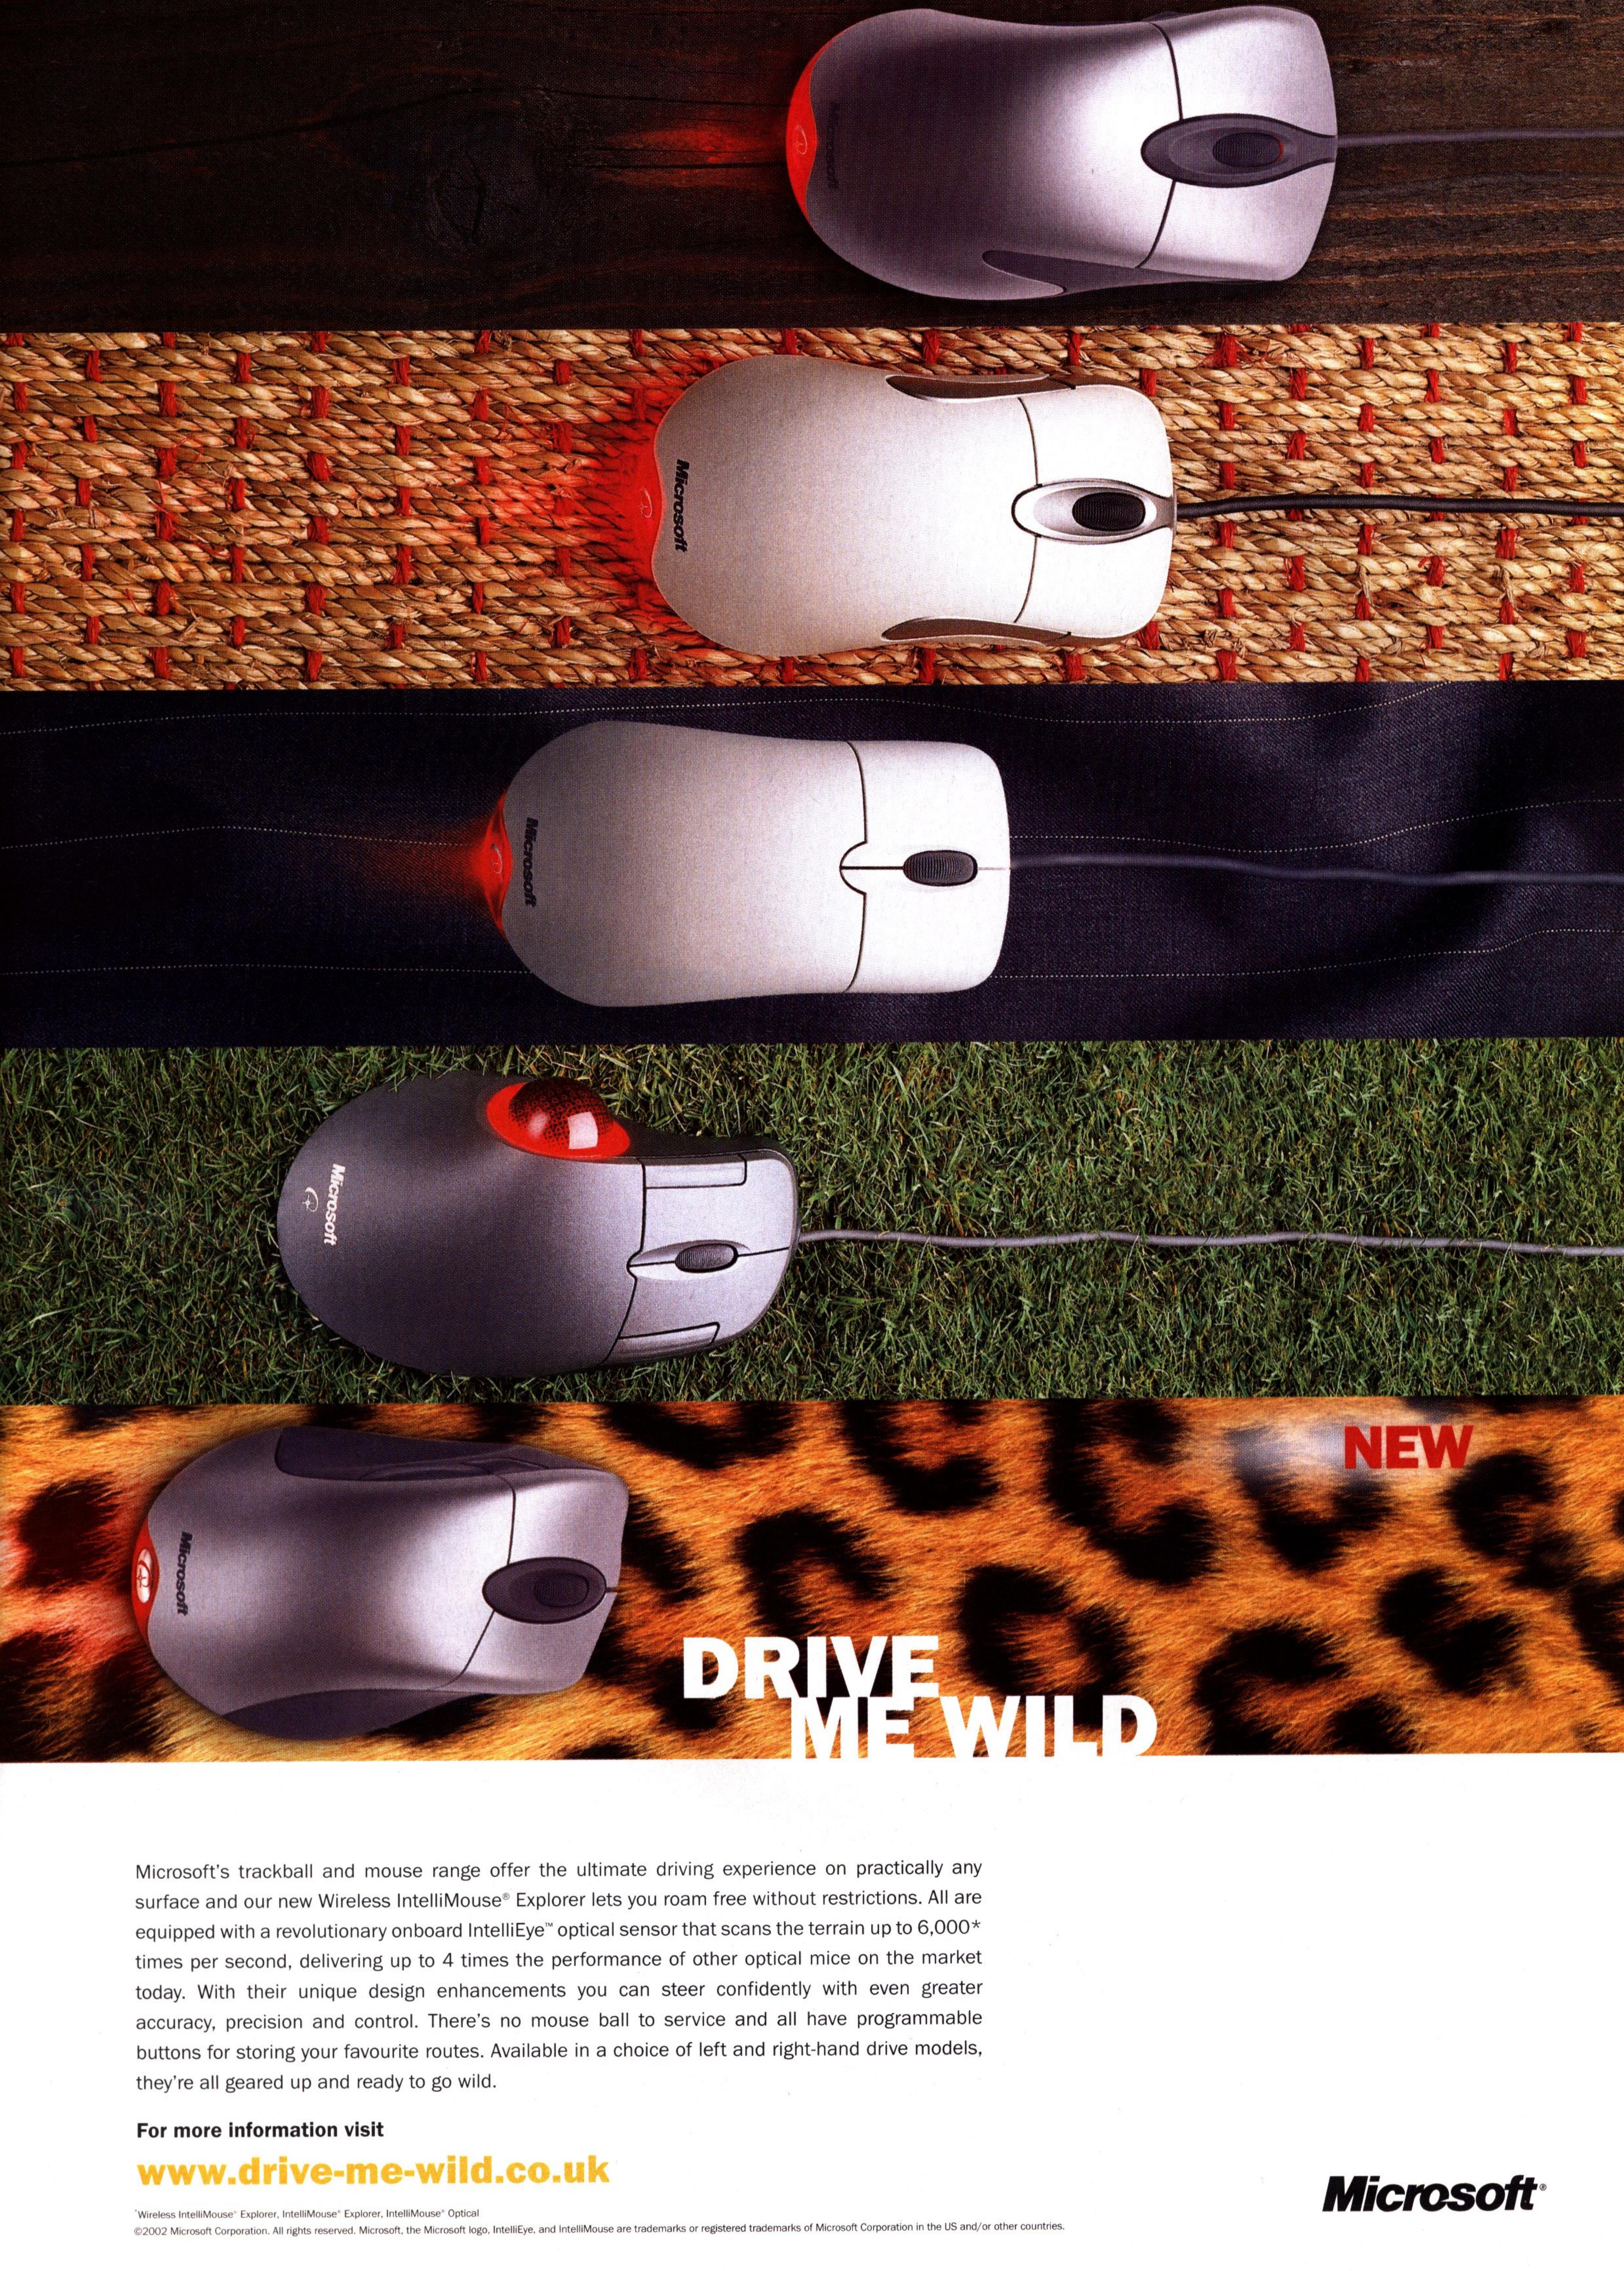 Microsoft
Microsoft
Microsoft
Microsoft
Microsoft
NEW
DRIVE
ME WILD
Microsoft's trackball and mouse range offer the ultimate driving experience on practically any
surface and our new Wireless IntelliMouse® Explorer lets you roam free without restrictions. All are
equipped with a revolutionary onboard IntelliEye™ optical sensor that scans the terrain up to 6,000*
times per second, delivering up to 4 times the performance of other optical mice on the market
today. With their unique design enhancements you can steer confidently with even greater
accuracy, precision and control. There's no mouse ball to service and all have programmable
buttons for storing your favourite routes. Available in a choice of left and right-hand drive models,
they're all geared up and ready to go wild.
For more information visit
www.drive-me-wild.co.uk
Microsoft®
*Wireless IntelliMouse® Explorer, IntelliMouse® Explorer, IntelliMouse® Optical
©2002 Microsoft Corporation. All rights reserved. Microsoft, the Microsoft logo, IntelliEye, and IntelliMouse are trademarks or registered trademarks of Microsoft Corporation in the US and/or other countries.